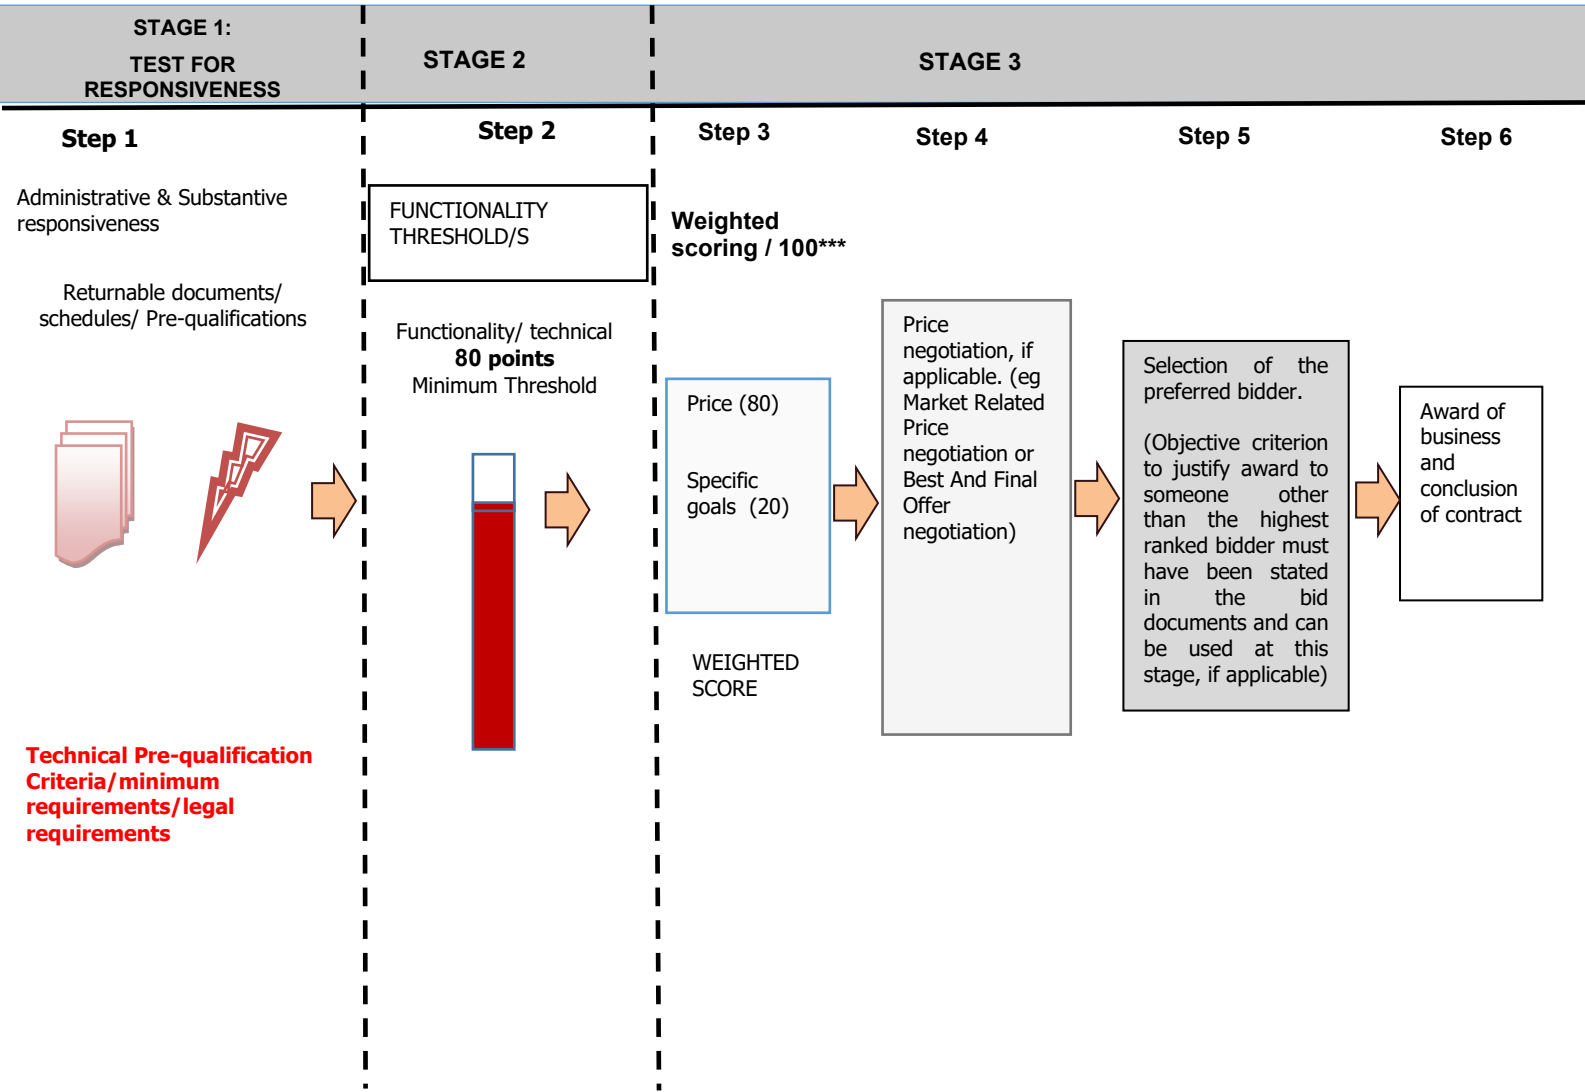 STAGE 1:
TEST FOR
RESPONSIVENESS
STAGE 2
STAGE 3
Step 1
Step 2
Step 3
Step 4
Step 5
Step 6
Administrative & Substantive
responsiveness
Returnable documents/
schedules/ Pre-qualifications
Technical Pre-qualification
Criteria/minimum
requirements/legal
requirements
FUNCTIONALITY
THRESHOLD/S
Functionality/ technical
80 points
Minimum Threshold
Weighted
scoring / 100***
Price (80)
Specific
goals (20)
WEIGHTED
SCORE
Price
negotiation, if
applicable. (eg
Market Related
Price
negotiation or
Best And Final
Offer
negotiation)
Selection of the
preferred bidder.
(Objective criterion
to justify award to
someone other
than the highest
ranked bidder must
have been stated
in the bid
documents and can
be used at this
stage, if applicable)
Award of
business
and
conclusion
of contract